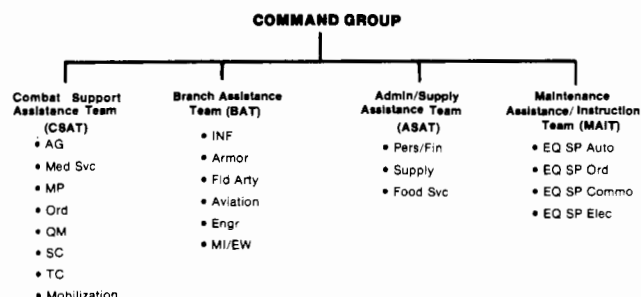 COMMAND GROUP
Combat Support
Assistance Team
(CSAT)
• AG
• Med Svc
• MP
• Ord
• QM
• SC
• TC
• Mobilization
Branch Assistance
Team (BAT)
• INF
• Armor
• Fld Arty
• Aviation
• Engr
• MI/EW
Admin/Supply
Assistance Team
(ASAT)
• Pers/Fin
• Supply
• Food Svc
Maintenance
Assistance/Instruction
Team (MAIT)
• EQ SP Auto
• EQ SP Ord
• EQ SP Commo
• EQ SP Elec